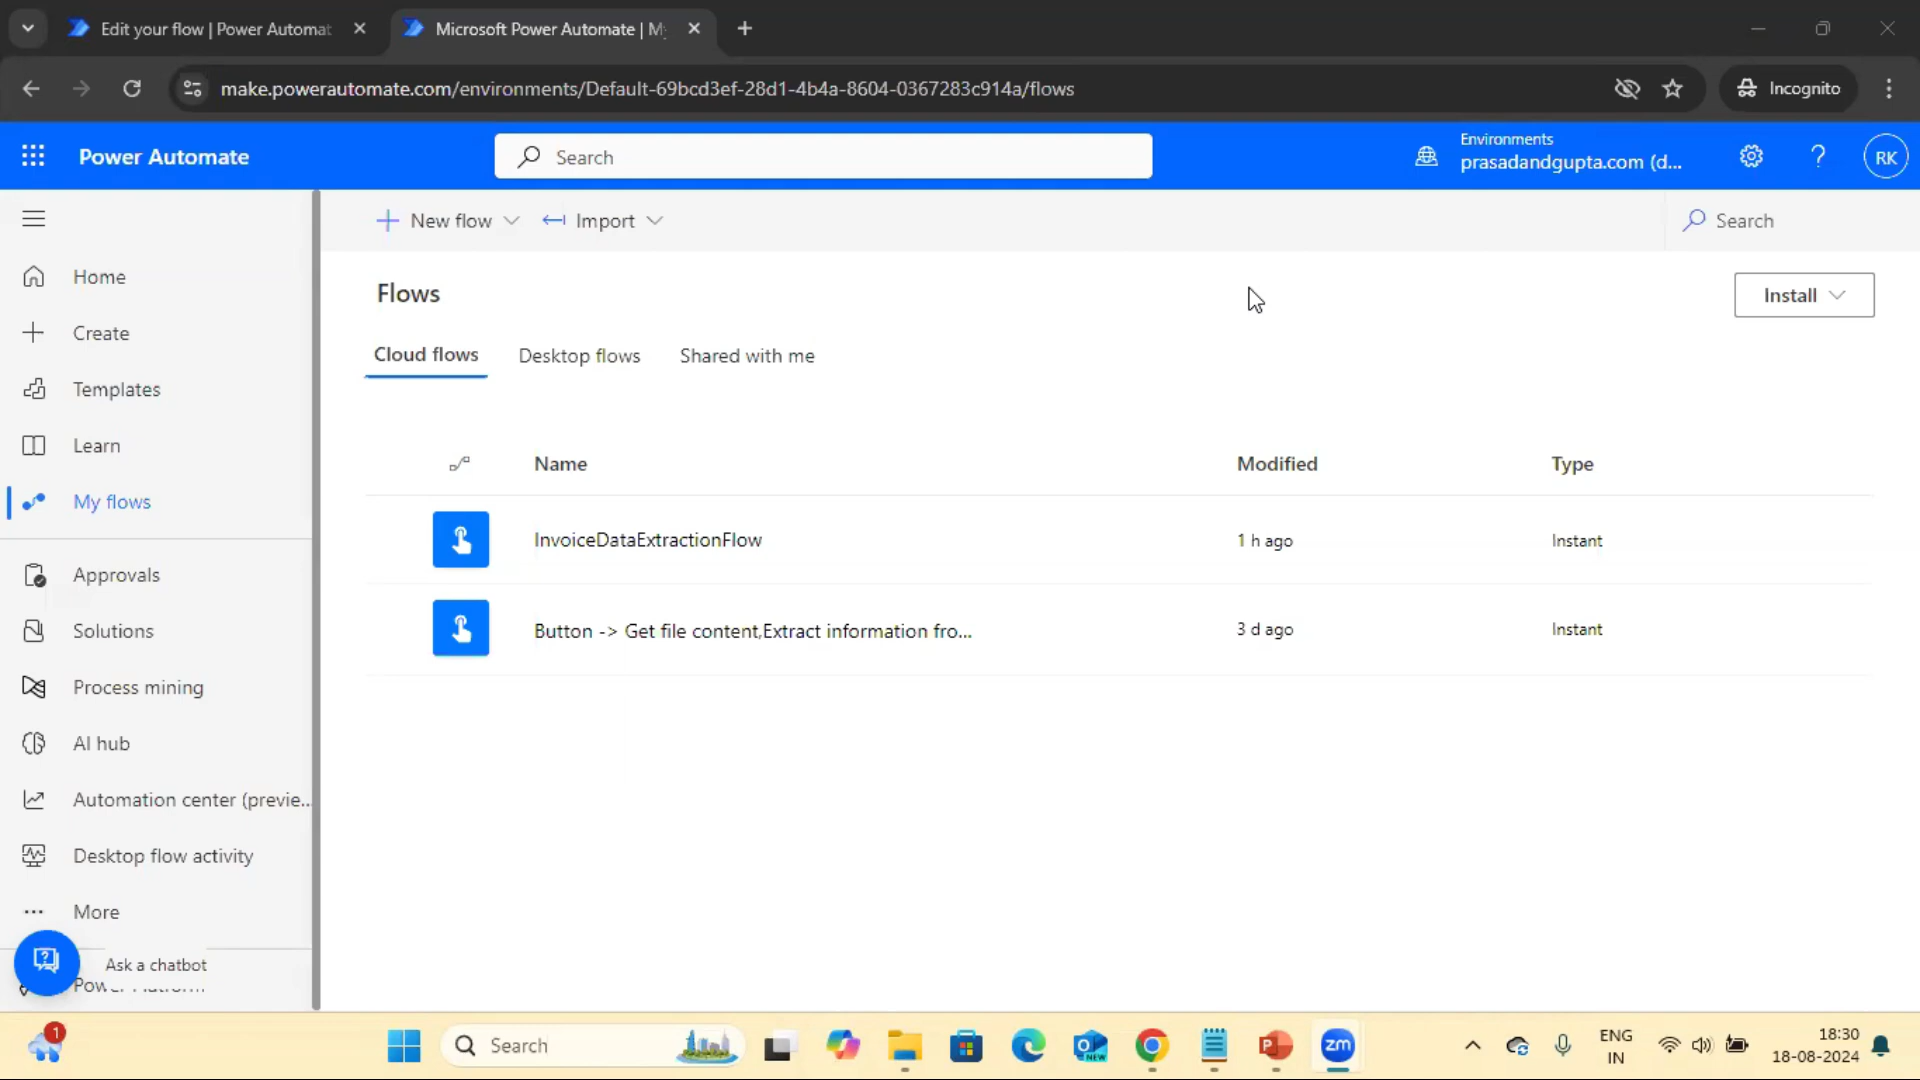 Edit your flow | Power Automat
Microsoft Power Automate | My
make.powerautomate.com/environments/Default-69bcd3ef-28d1-4b4a-8604-0367283c914a/flows
Incognito
Power Automate
Search
Environments
prasadandgupta.com (d...
?
RK
New flow
Import
Search
Home
Create
Templates
Learn
My flows
Approvals
Solutions
Process mining
AI hub
Automation center (previe...
Desktop flow activity
More
Ask a chatbot
Flows
Install
Cloud flows
Desktop flows
Shared with me
Name
Modified
Type
InvoiceDataExtractionFlow
1 h ago
Instant
Button -> Get file content,Extract information fro...
3 d ago
Instant
1
Search
NEW
P
zm
ENG
IN
18:30
18-08-2024